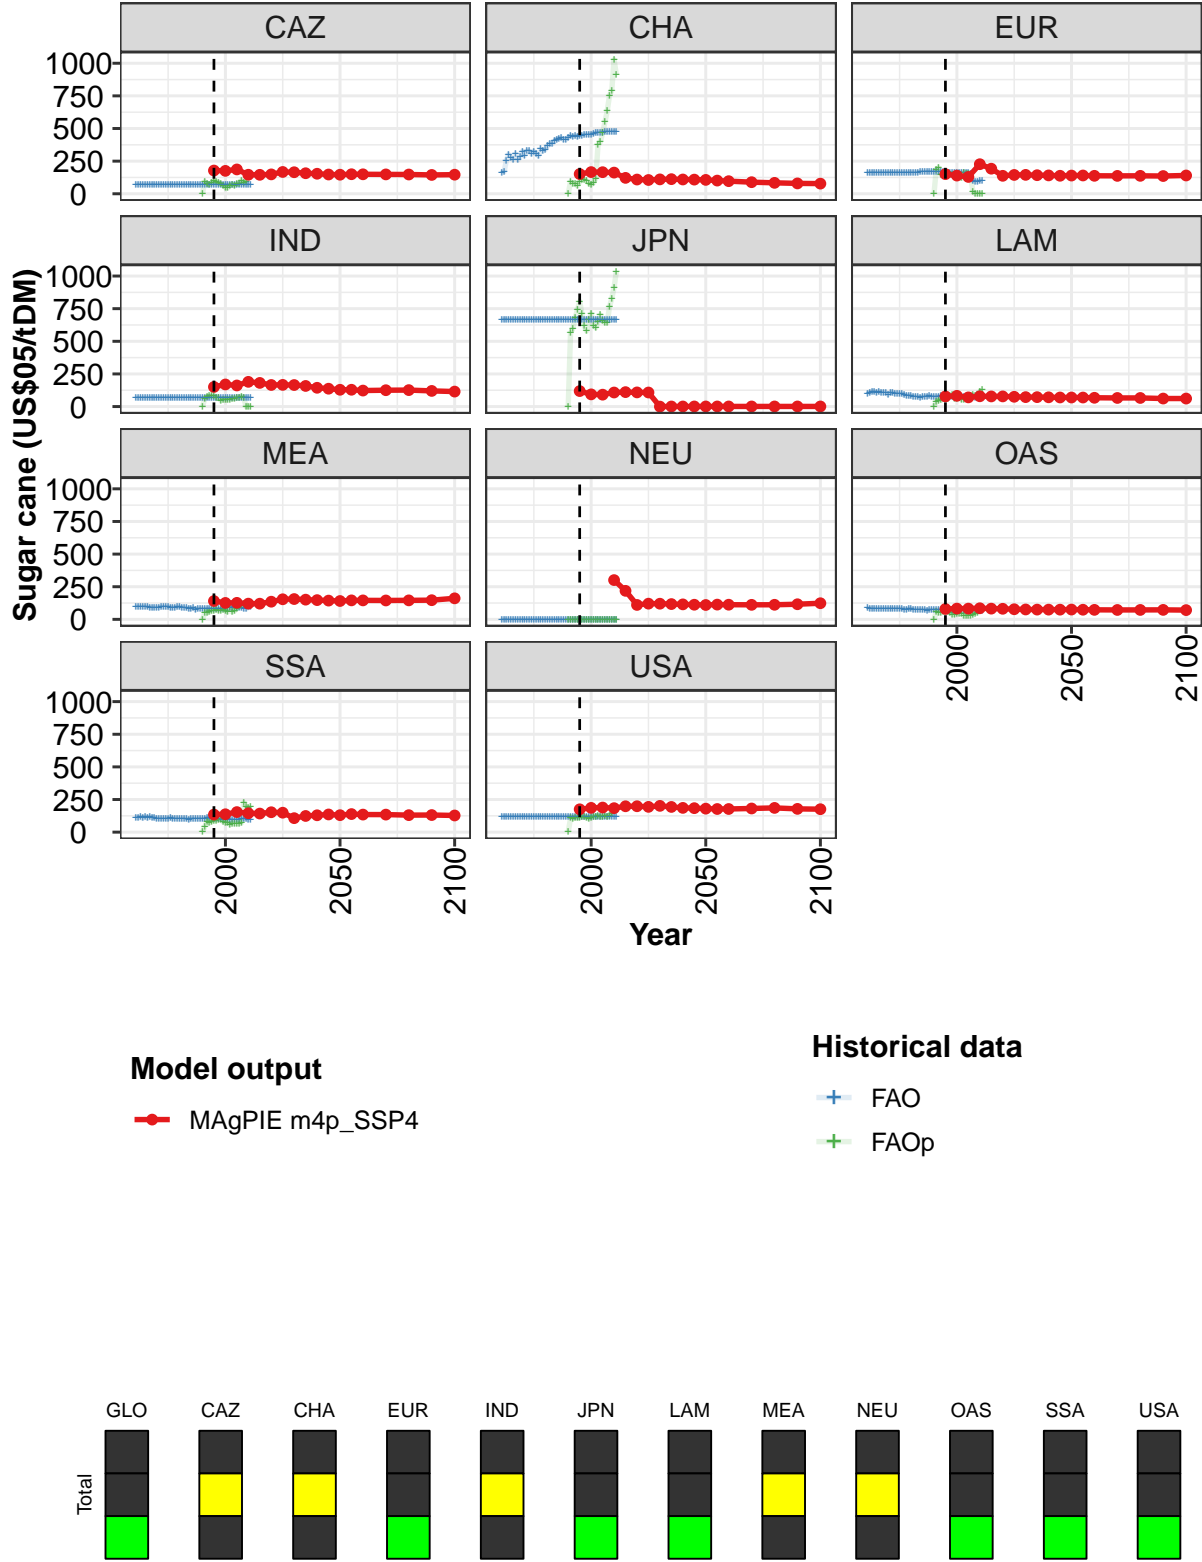 CAZ CHA EUR
1000
750
500
250
0
IND JPN LAM
1000
750
500
250
0
MEA NEU OAS
1000
750
500
250
0
2000 2050 2100
SSA USA
1000
750
500
250
0
2000 2050 2100 2000 2050 2100
Sugar cane (US$05/tDM)
Year
Model output
MAgPIE m4p_SSP4
Historical data
FAO
FAOp
GLO CAZ CHA EUR IND JPN LAM MEA NEU OAS SSA USA
Total